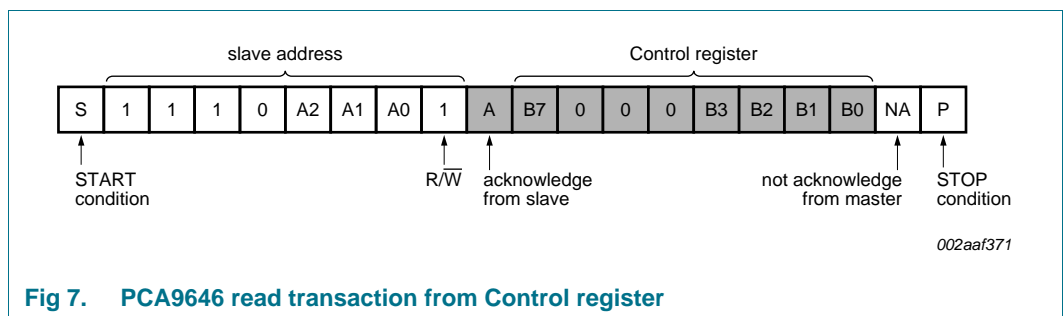 slave address Control register
S 1 1 1 0 A2 A1 A0 1 A B7 0 0 0 B3 B2 B1 B0 NA P
START condition
R/W̅
acknowledge from slave
not acknowledge from master
STOP condition
002aaf371
Fig 7. PCA9646 read transaction from Control register